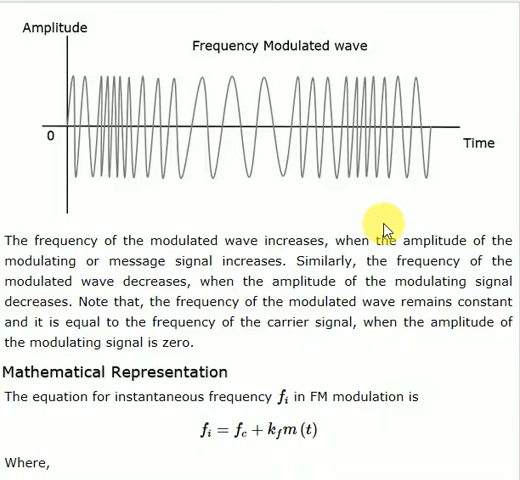 Amplitude
Frequency Modulated wave
0
Time
The frequency of the modulated wave increases, when the amplitude of the
modulating or message signal increases. Similarly, the frequency of the
modulated wave decreases, when the amplitude of the modulating signal
decreases. Note that, the frequency of the modulated wave remains constant
and it is equal to the frequency of the carrier signal, when the amplitude of
the modulating signal is zero.
Mathematical Representation
The equation for instantaneous frequency fᵢ in FM modulation is
fᵢ = f_c + k_f m (t)
Where,